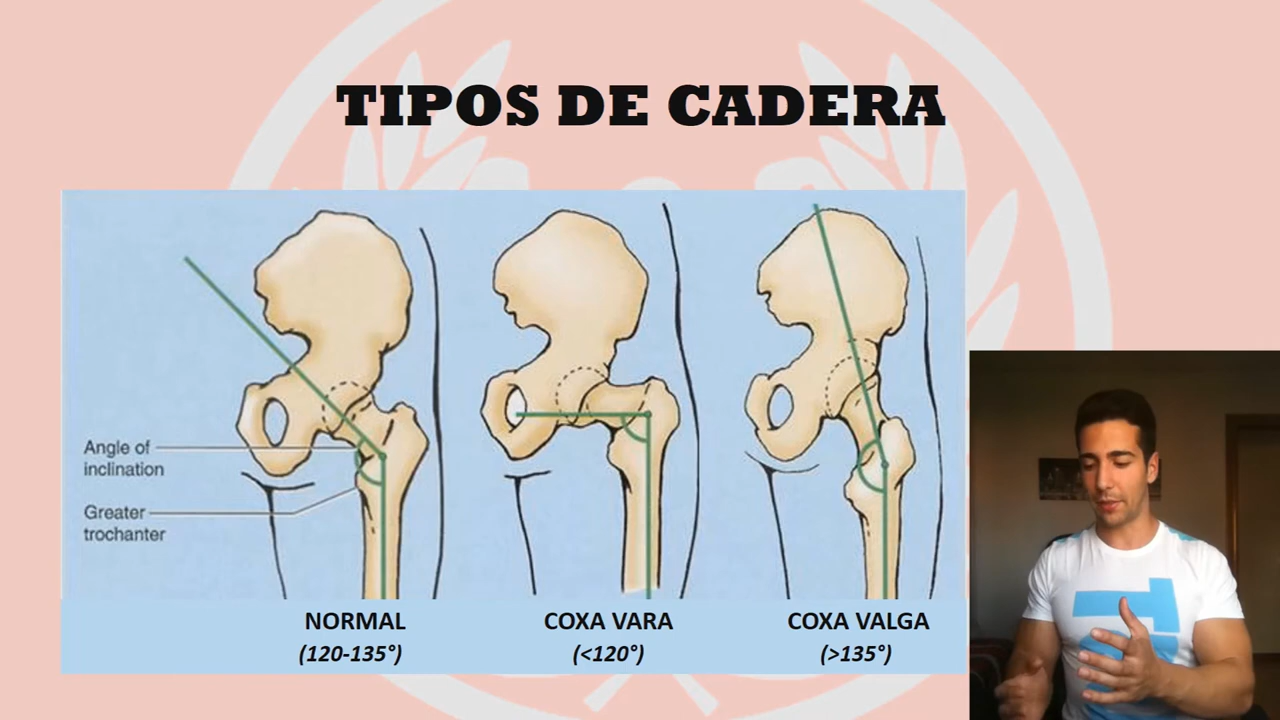 TIPOS DE CADERA
Angle of
inclination
Greater
trochanter
NORMAL
(120-135°)
COXA VARA
(<120°)
COXA VALGA
(>135°)